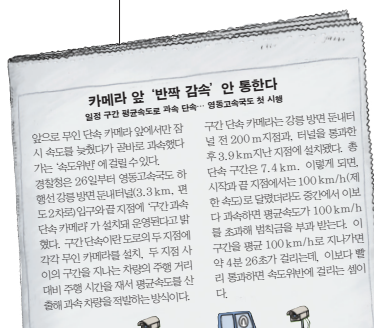 카메라 앞 '반짝 감속' 안 통한다
일정 구간 평균속도로 과속 단속… 영동고속국도 첫 시행
앞으로 무인 단속 카메라 앞에서만 잠
시 속도를 늦췄다가 곧바로 과속했다
가는 '속도위반'에 걸릴 수 있다.
경찰청은 26일부터 영동고속국도 하
행선 강릉 방면 둔내터널(3.3 km, 편
도 2차로) 입구와 끝 지점에 '구간 과속
단속 카메라'가 설치돼 운영된다고 밝
혔다. 구간 단속이란 도로의 두 지점에
각각 무인 카메라를 설치, 두 지점 사
이의 구간을 지나는 차량의 주행 거리
대비 주행 시간을 재서 평균속도를 산
출해 과속 차량을 적발하는 방식이다.
구간 단속 카메라는 강릉 방면 둔내터
널 전 200 m 지점과, 터널을 통과한
후 3.9 km 지난 지점에 설치됐다. 총
단속 구간은 7.4 km. 이렇게 되면,
시작과 끝 지점에서는 100 km/h(제
한 속도)로 달렸더라도 중간에서 이보
다 과속하면 평균속도가 100 km/h
를 초과해 범칙금을 부과 받는다. 이
구간을 평균 100 km/h로 지나가면
약 4분 26초가 걸리는데, 이보다 빨
리 통과하면 속도위반에 걸리는 셈이
다.